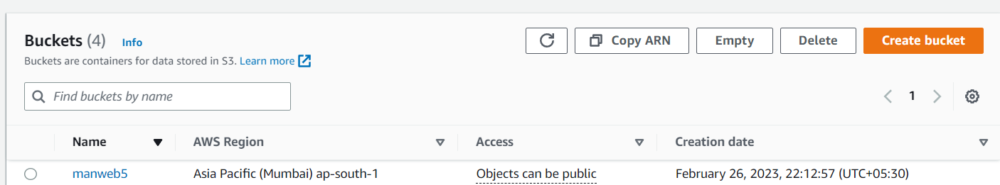 Buckets (4) Info
Copy ARN Empty Delete Create bucket
Buckets are containers for data stored in S3. Learn more
Find buckets by name
1
Name AWS Region Access Creation date
manweb5 Asia Pacific (Mumbai) ap-south-1 Objects can be public February 26, 2023, 22:12:57 (UTC+05:30)